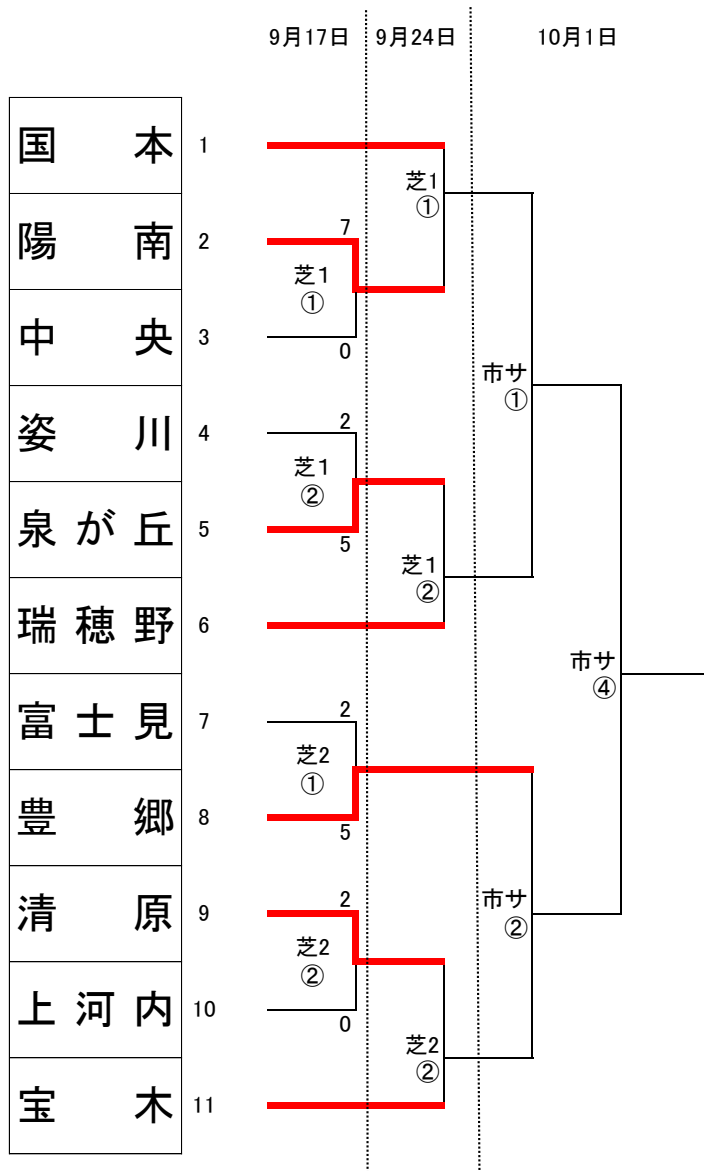 9月17日 9月24日 10月1日
国本 1
芝1
①
陽南 2 7
芝1
①
中央 3 0
市サ
①
姿川 4 2
芝1
②
泉が丘 5 5
芝1
②
瑞穂野 6
市サ
④
富士見 7 2
芝2
①
豊郷 8 5
市サ
②
清原 9 2
芝2
②
上河内 10 0
芝2
②
宝木 11